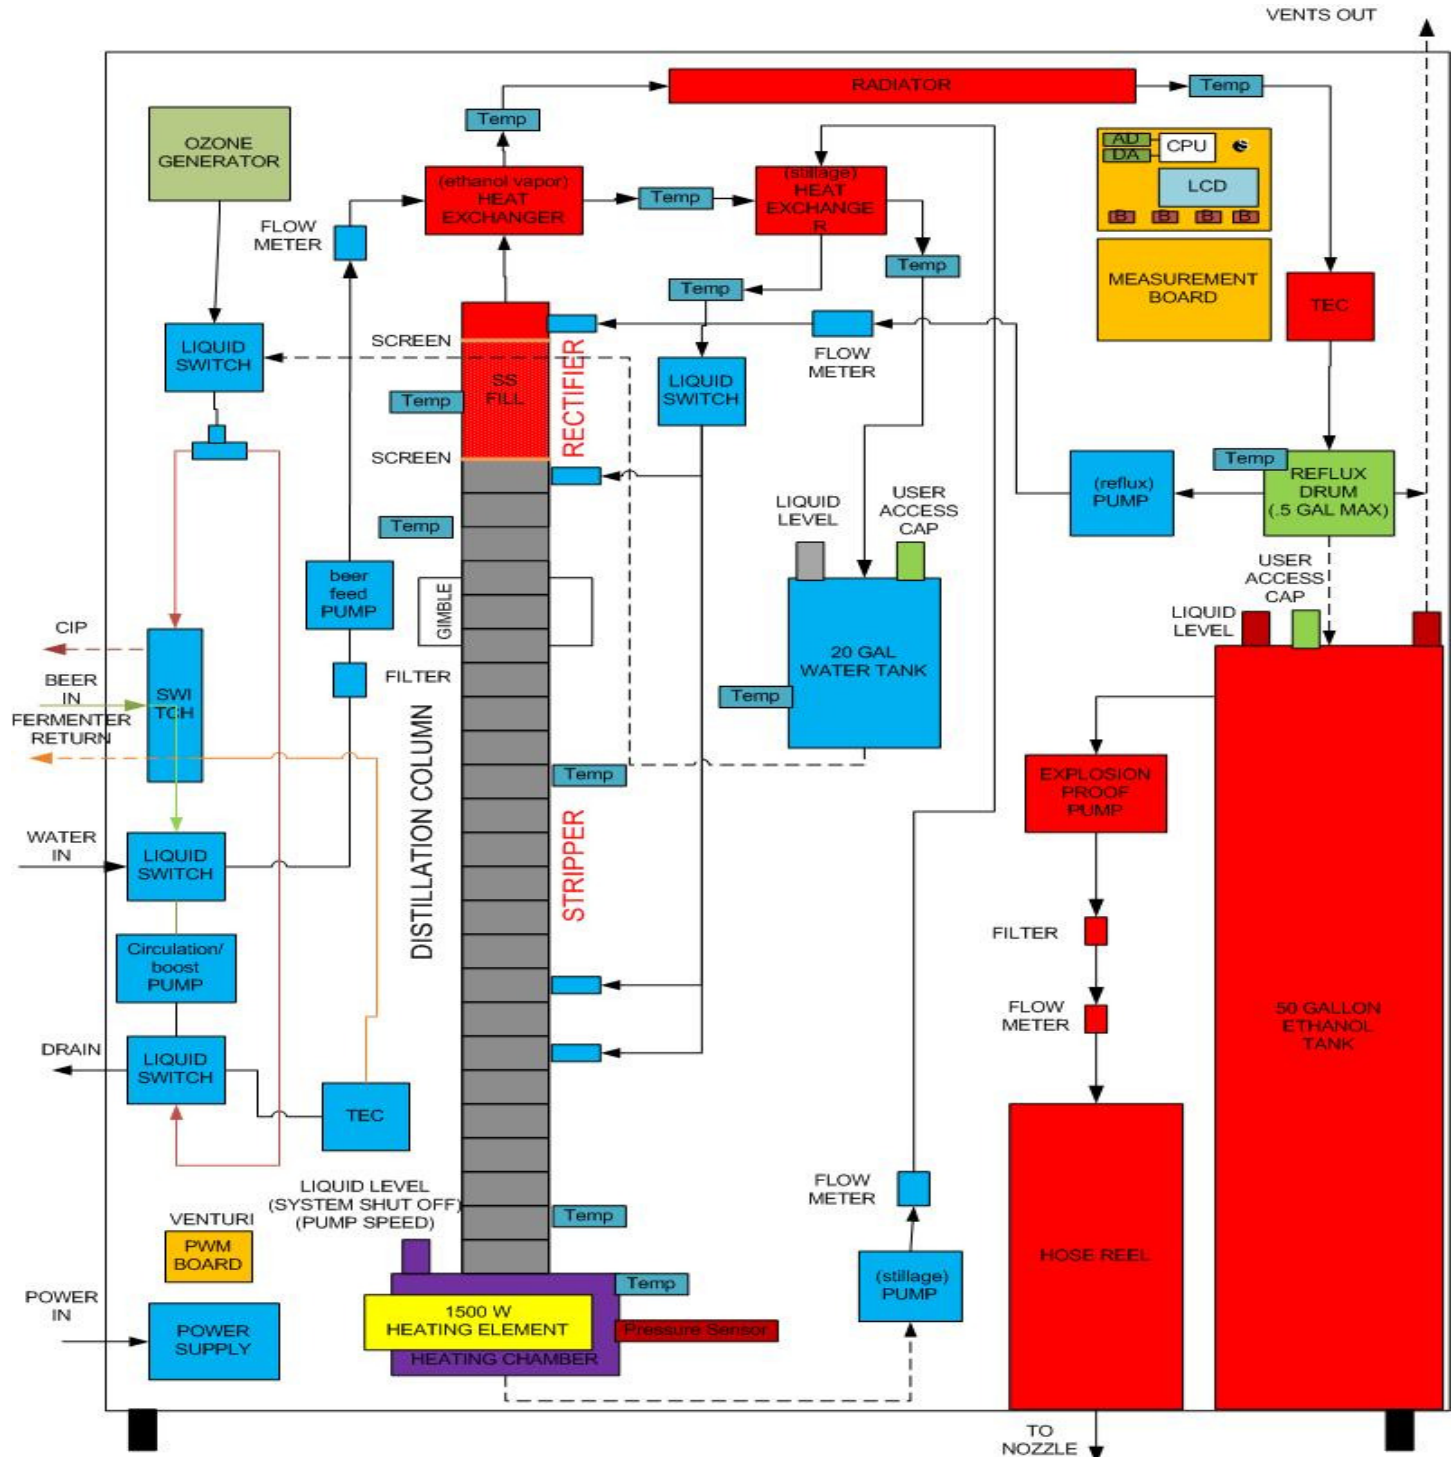 VENTS OUT
RADIATOR
Temp
Temp
OZONE
GENERATOR
AD
DA
CPU
LCD
B
B
B
B
(ethanol vapor)
HEAT
EXCHANGER
Temp
(stillage)
HEAT
EXCHANGE
R
FLOW
METER
Temp
Temp
MEASUREMENT
BOARD
TEC
LIQUID
SWITCH
SCREEN
SS
FILL
RECTIFIER
FLOW
METER
LIQUID
SWITCH
Temp
SCREEN
Temp
REFLUX
DRUM
(.5 GAL MAX)
(reflux)
PUMP
LIQUID
LEVEL
USER
ACCESS
CAP
Temp
beer
feed
PUMP
GIMBLE
USER
ACCESS
CAP
LIQUID
LEVEL
CIP
BEER
IN
SWI
TCH
FERMENTER
RETURN
FILTER
20 GAL
WATER TANK
Temp
DISTILLATION COLUMN
Temp
EXPLOSION
PROOF
PUMP
WATER
IN
LIQUID
SWITCH
STRIPPER
FILTER
Circulation/
boost
PUMP
FLOW
METER
50 GALLON
ETHANOL
TANK
DRAIN
LIQUID
SWITCH
TEC
LIQUID LEVEL
(SYSTEM SHUT OFF)
(PUMP SPEED)
FLOW
METER
Temp
VENTURI
PWM
BOARD
HOSE REEL
(stillage)
PUMP
Temp
POWER
IN
POWER
SUPPLY
1500 W
HEATING ELEMENT
Pressure Sensor
HEATING CHAMBER
TO
NOZZLE